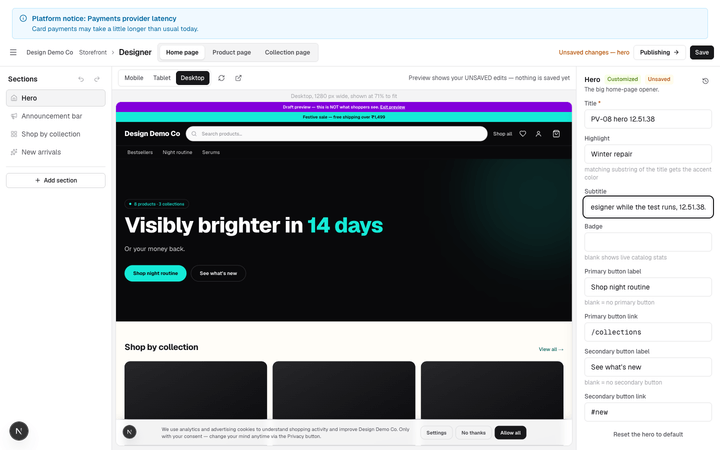 Platform notice: Payments provider latency
Card payments may take a little longer than usual today.
Design Demo Co Storefront › Designer Home page Product page Collection page
Unsaved changes — hero Publishing → Save
Sections
Hero
Announcement bar
Shop by collection
New arrivals
+ Add section
Mobile Tablet Desktop
Preview shows your UNSAVED edits — nothing is saved yet
Desktop, 1280 px wide, shown at 71% to fit
Draft preview — this is NOT what shoppers see. Exit preview
Festive sale — free shipping over ₹1,499
Design Demo Co Search products... Shop all
Bestsellers Night routine Serums
8 products · 3 collections
Visibly brighter in 14 days
Or your money back.
Shop night routine See what's new
Shop by collection View all →
We use analytics and advertising cookies to understand shopping activity and improve Design Demo Co. Only
with your consent — change your mind anytime via the Privacy button.
Settings No thanks Allow all
N
N
Hero Customized Unsaved
The big home-page opener.
Title *
PV-08 hero 12.51.38
Highlight
Winter repair
matching substring of the title gets the accent
color
Subtitle
esigner while the test runs, 12.51.38.
Badge
blank shows live catalog stats
Primary button label
Shop night routine
blank = no primary button
Primary button link
/collections
Secondary button label
See what's new
blank = no secondary button
Secondary button link
#new
Reset the hero to default